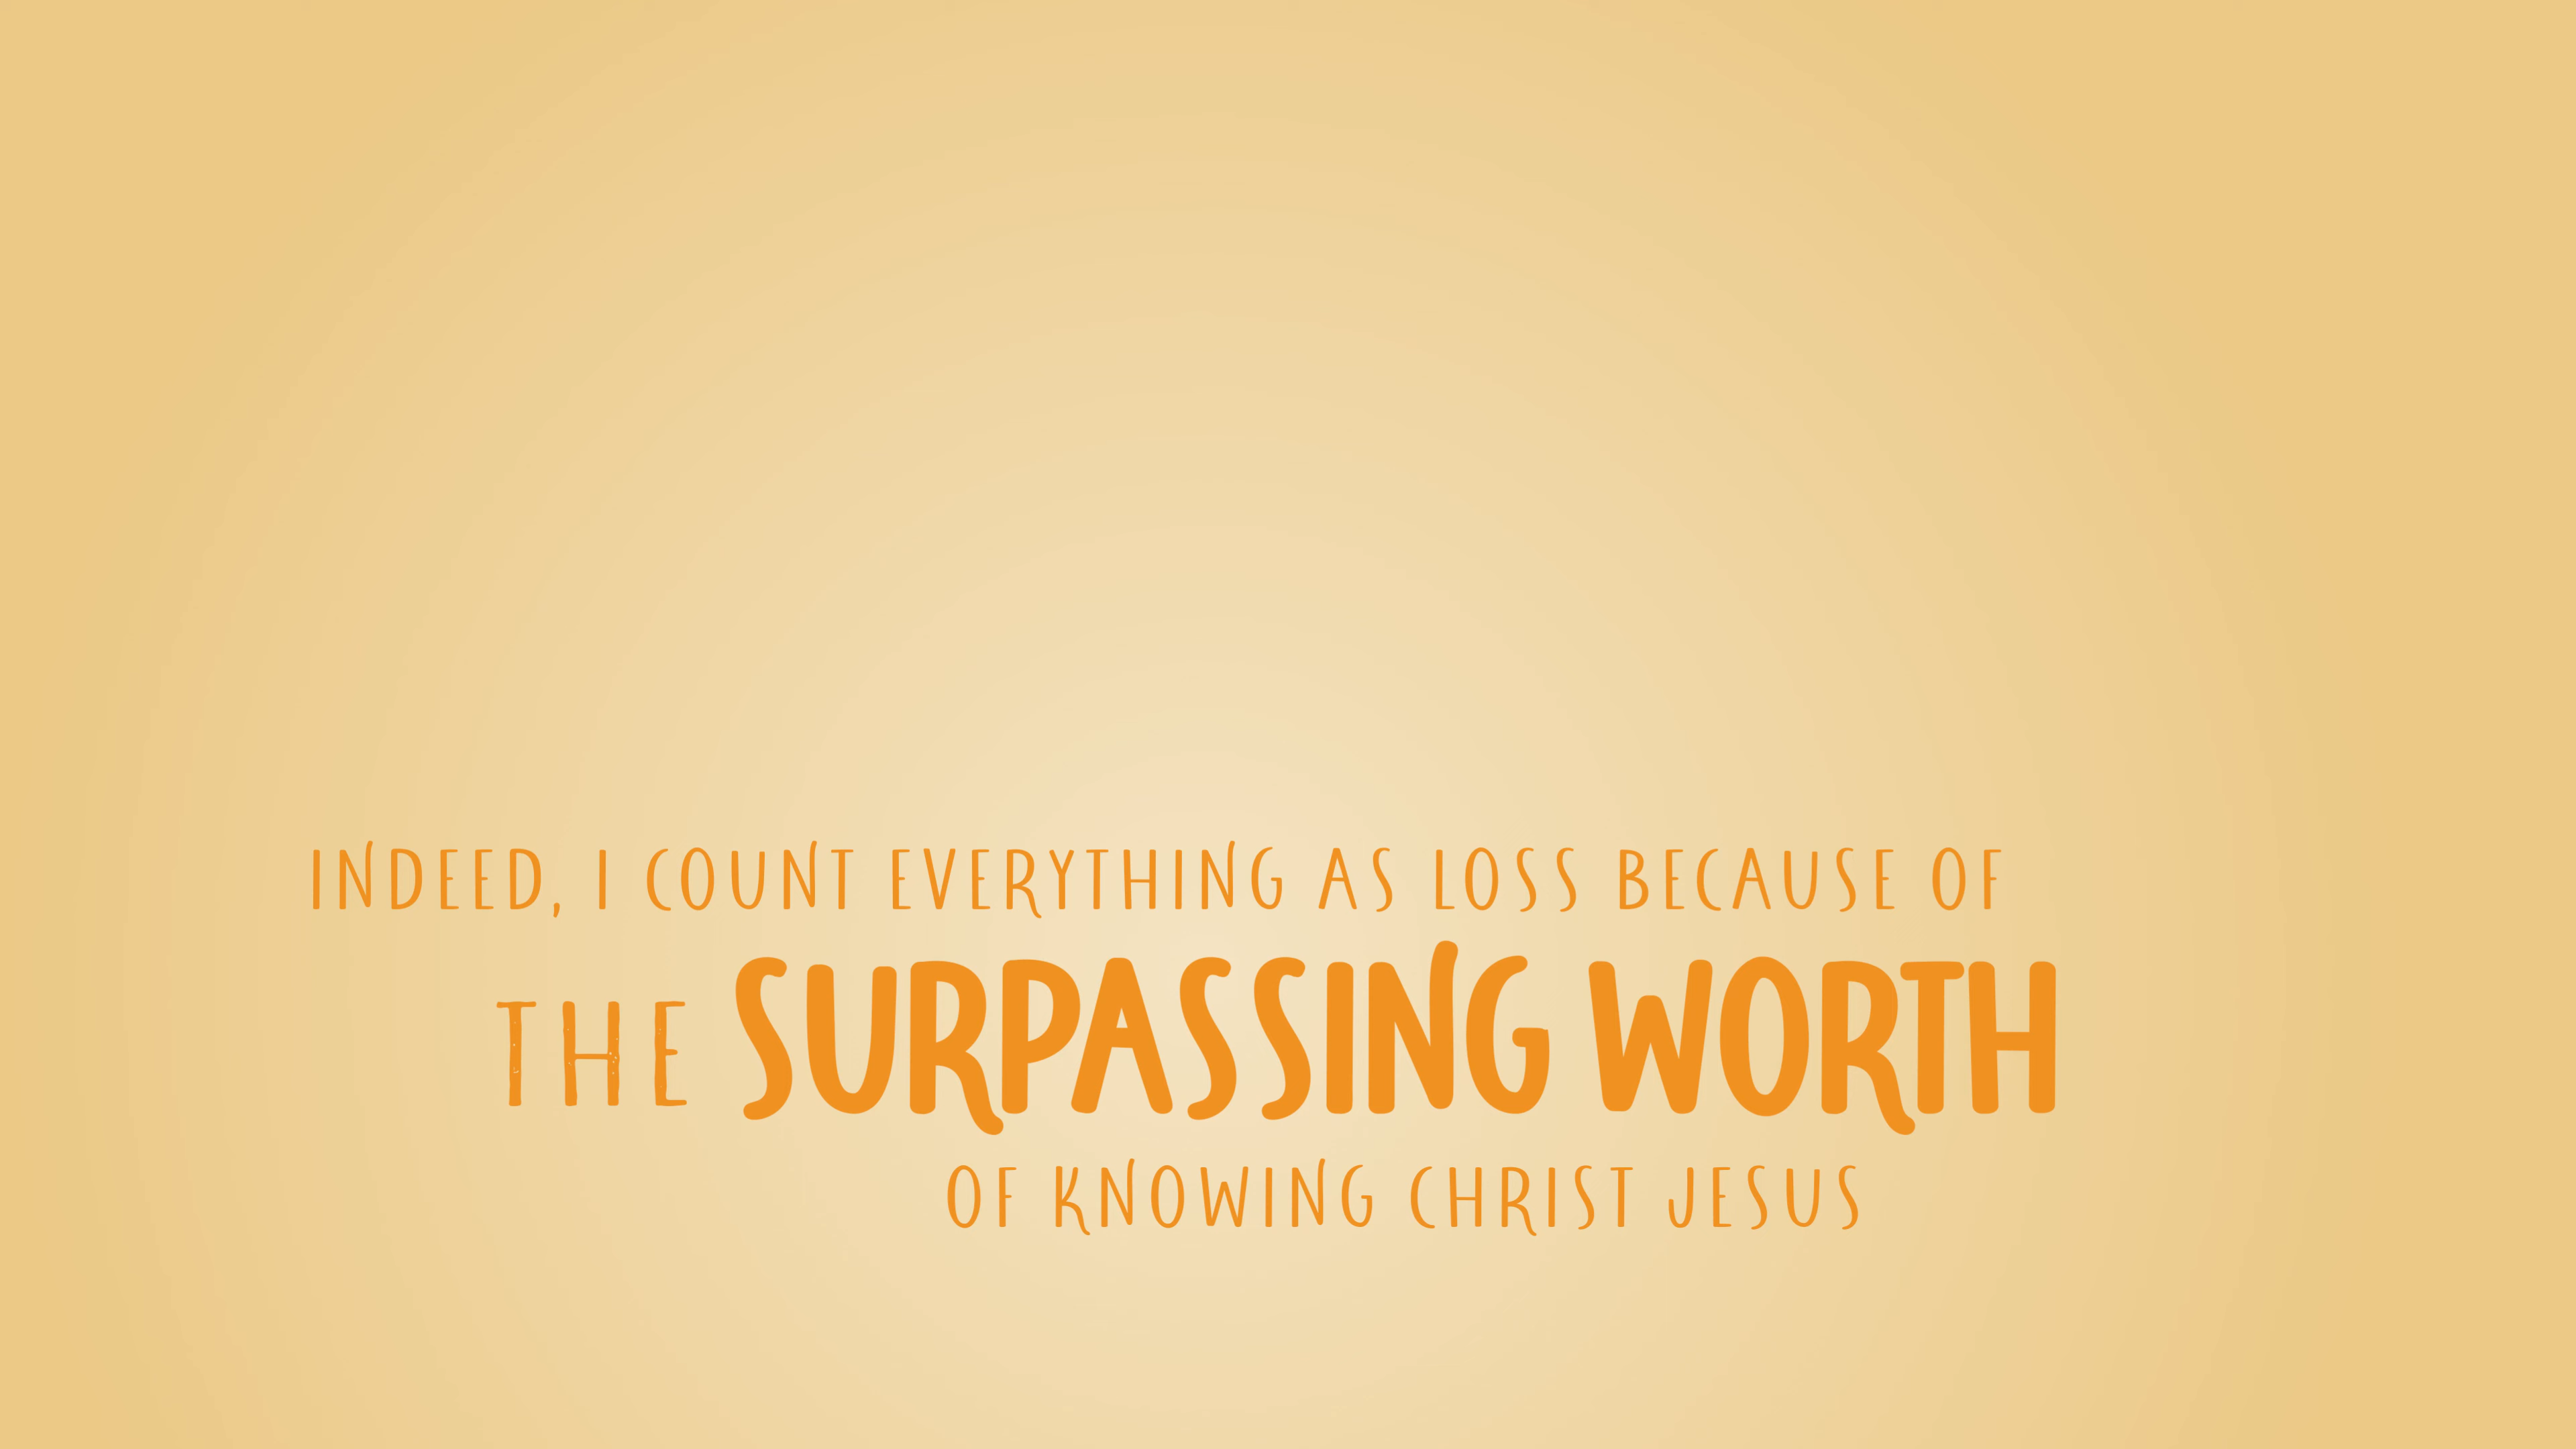 INDEED, I COUNT EVERYTHING AS LOSS BECAUSE OF
THE SURPASSING WORTH
OF KNOWING CHRIST JESUS